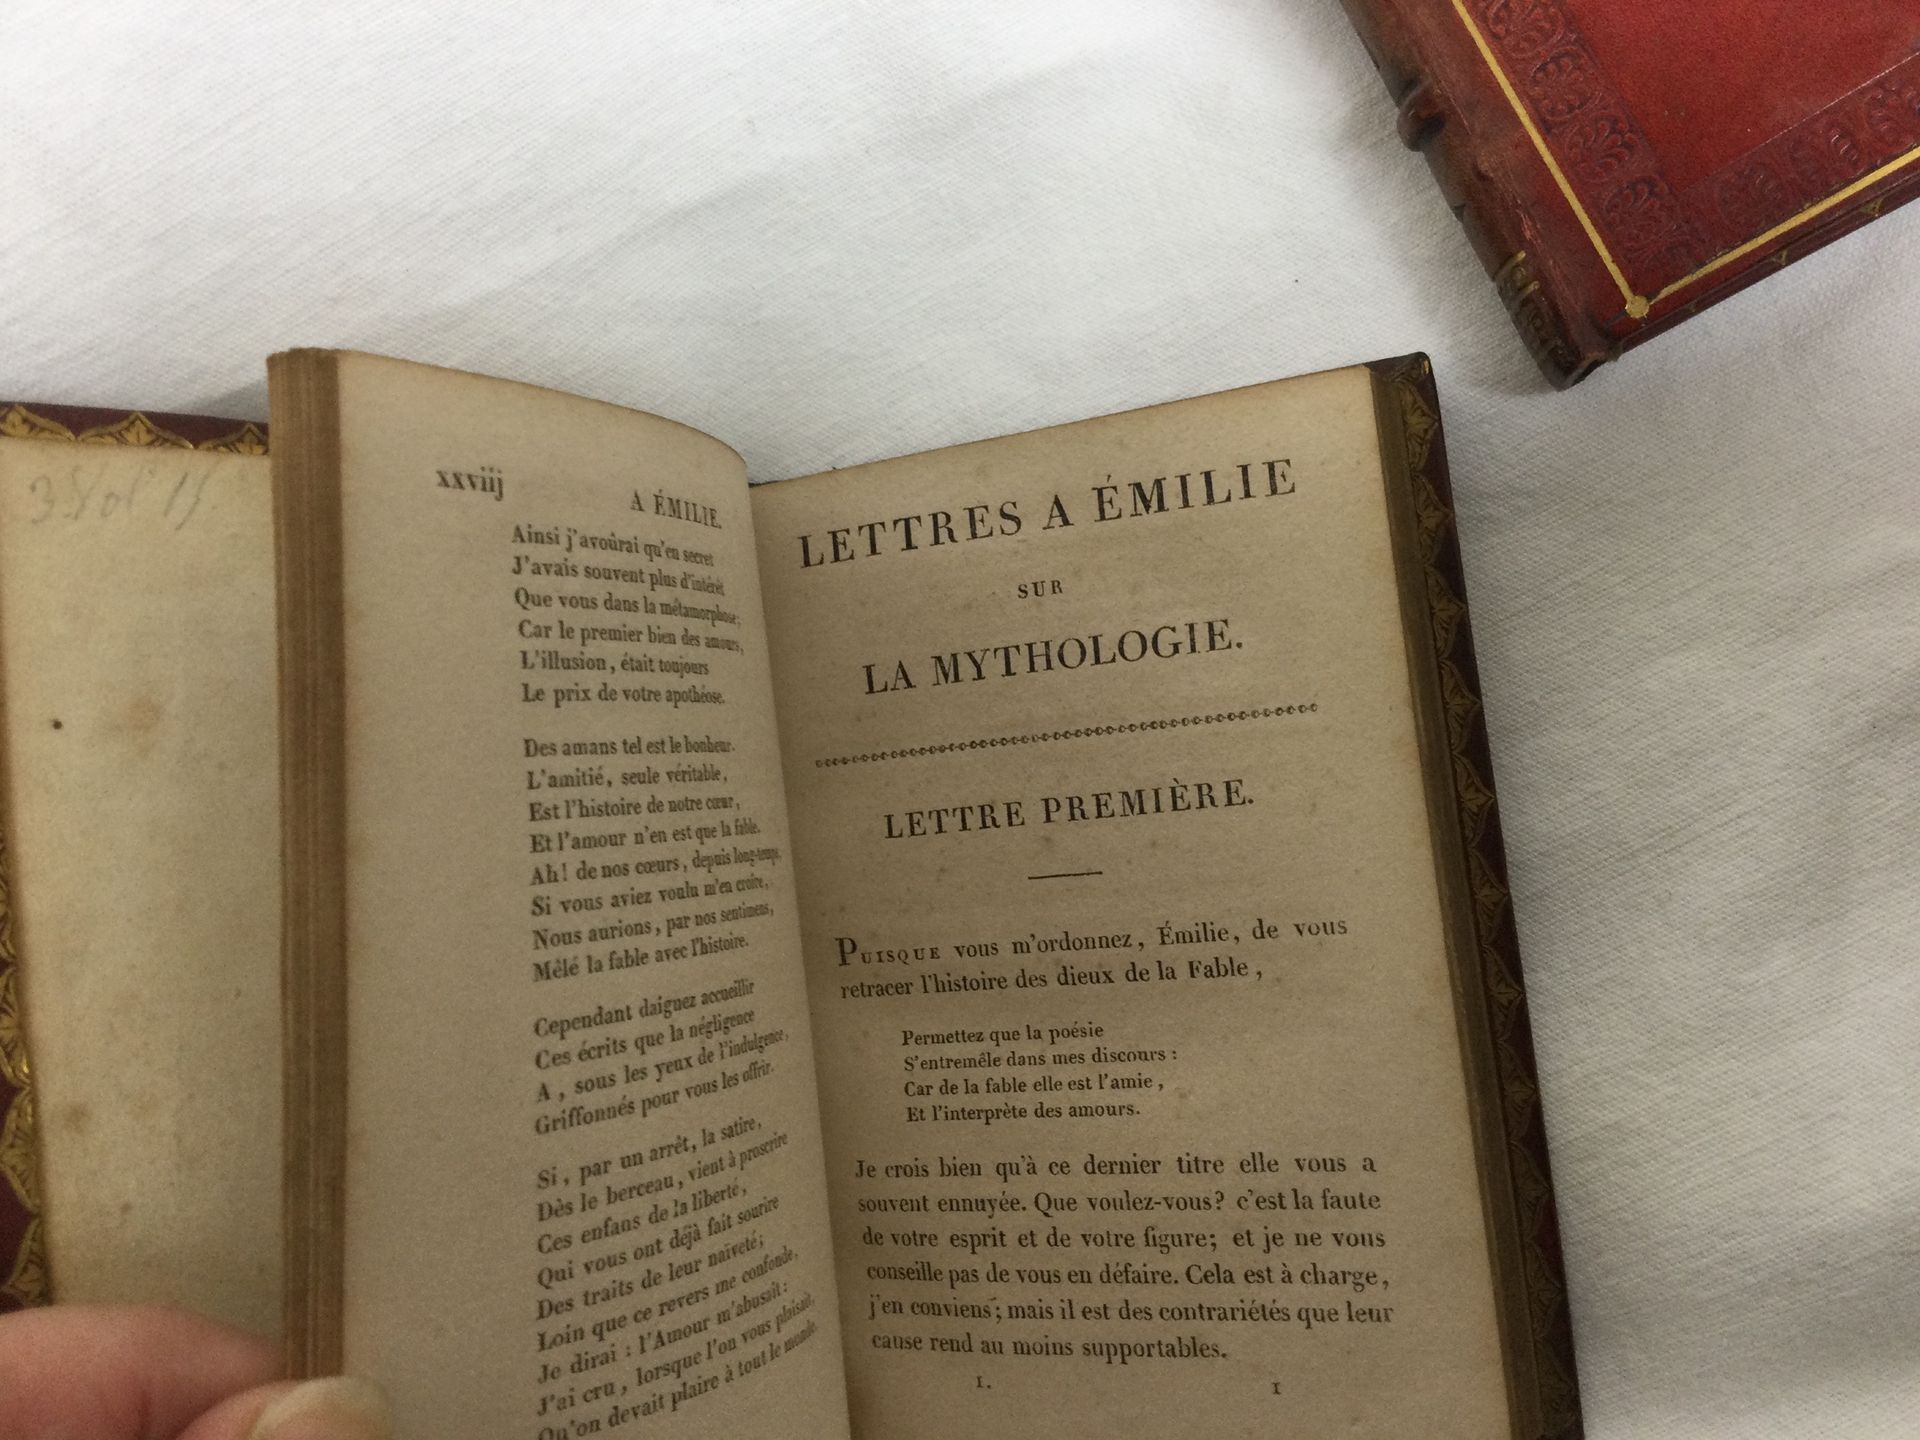 xxviij
A ÉMILIE.
Ainsi j'avoûrai qu'en secret
J'avais souvent plus d'intérêt
Que vous dans la métamorphose;
Car le premier bien des amours,
L'illusion, était toujours
Le prix de votre apothéose.
Des amans tel est le bonheur.
L'amitié, seule véritable,
Est l'histoire de notre cœur,
Et l'amour n'en est que la fable.
Ah! de nos cœurs, depuis long-temps,
Si vous aviez voulu m'en croire,
Nous aurions, par nos sentimens,
Mêlé la fable avec l'histoire.
Cependant daignez accueillir
Ces écrits que la négligence
A, sous les yeux de l'indulgence,
Griffonnés pour vous les offrir.
Si, par un arrêt, la satire,
Dès le berceau, vient à proscrire
Ces enfans de la liberté,
Qui vous ont déjà fait sourire
Des traits de leur naïveté;
Loin que ce revers me confonde,
Je dirai : l'Amour m'abusait :
J'ai cru, lorsque l'on vous plaisait,
Qu'on devait plaire à tout le monde.
LETTRES A ÉMILIE
SUR
LA MYTHOLOGIE.
LETTRE PREMIÈRE.
PUISQUE vous m'ordonnez, Émilie, de vous
retracer l'histoire des dieux de la Fable,
Permettez que la poésie
S'entremêle dans mes discours :
Car de la fable elle est l'amie,
Et l'interprète des amours.
Je crois bien qu'à ce dernier titre elle vous a
souvent ennuyée. Que voulez-vous? c'est la faute
de votre esprit et de votre figure; et je ne vous
conseille pas de vous en défaire. Cela est à charge,
j'en conviens; mais il est des contrariétés que leur
cause rend au moins supportables.
1. 1